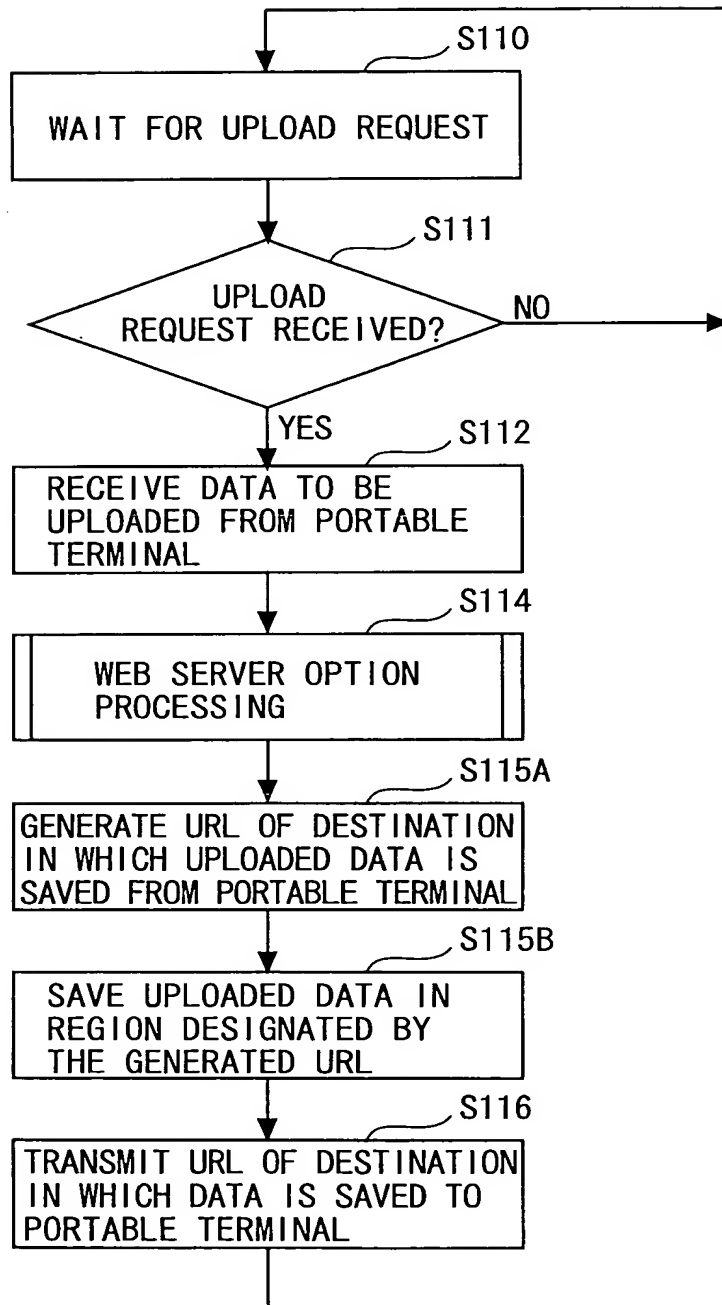 S110
WAIT FOR UPLOAD REQUEST
S111
UPLOAD
REQUEST RECEIVED?
NO
YES
S112
RECEIVE DATA TO BE
UPLOADED FROM PORTABLE
TERMINAL
S114
WEB SERVER OPTION
PROCESSING
S115A
GENERATE URL OF DESTINATION
IN WHICH UPLOADED DATA IS
SAVED FROM PORTABLE TERMINAL
S115B
SAVE UPLOADED DATA IN
REGION DESIGNATED BY
THE GENERATED URL
S116
TRANSMIT URL OF DESTINATION
IN WHICH DATA IS SAVED TO
PORTABLE TERMINAL